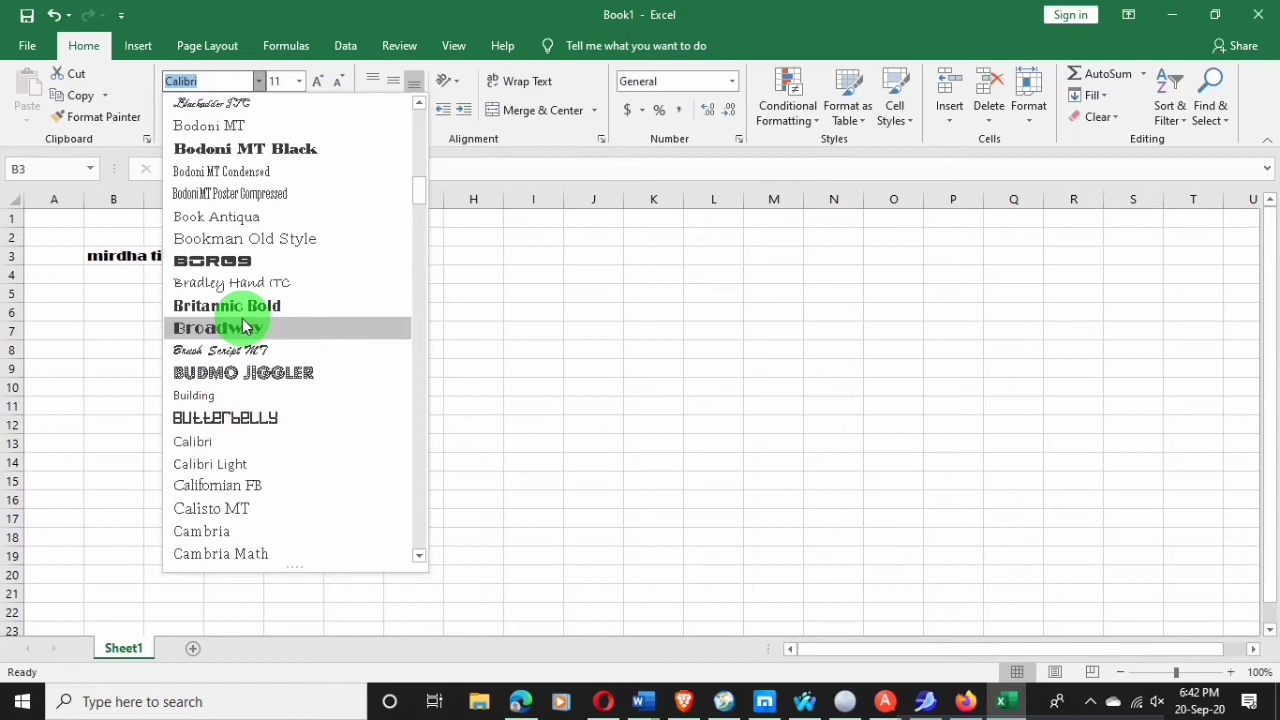 Book1 - Excel
Sign in
File Home Insert Page Layout Formulas Data Review View Help Tell me what you want to do Share
Paste
Cut
Copy
Format Painter
Clipboard
Calibri 11
Wrap Text
Merge & Center
Alignment
General
$ %
Number
Conditional Formatting
Format as Table
Cell Styles
Styles
Insert
Delete
Format
Cells
AutoSum
Fill
Clear
Sort & Filter
Find & Select
Editing
B3
A B H I J K L M N O P Q R S T U
1
2
3 mirdha ti
4
5
6
7
8
9
10
11
12
13
14
15
16
17
18
19
20
21
22
23
Blackadder ITC
Bodoni MT
Bodoni MT Black
Bodoni MT Condensed
Bodoni MT Poster Compressed
Book Antiqua
Bookman Old Style
BORG9
Bradley Hand ITC
Britannic Bold
Broadway
Brush Script MT
BUDMO JIGGLER
Building
Butterbelly
Calibri
Calibri Light
Californian FB
Calisto MT
Cambria
Cambria Math
Sheet1
Ready
100%
Type here to search
6:42 PM
20-Sep-20